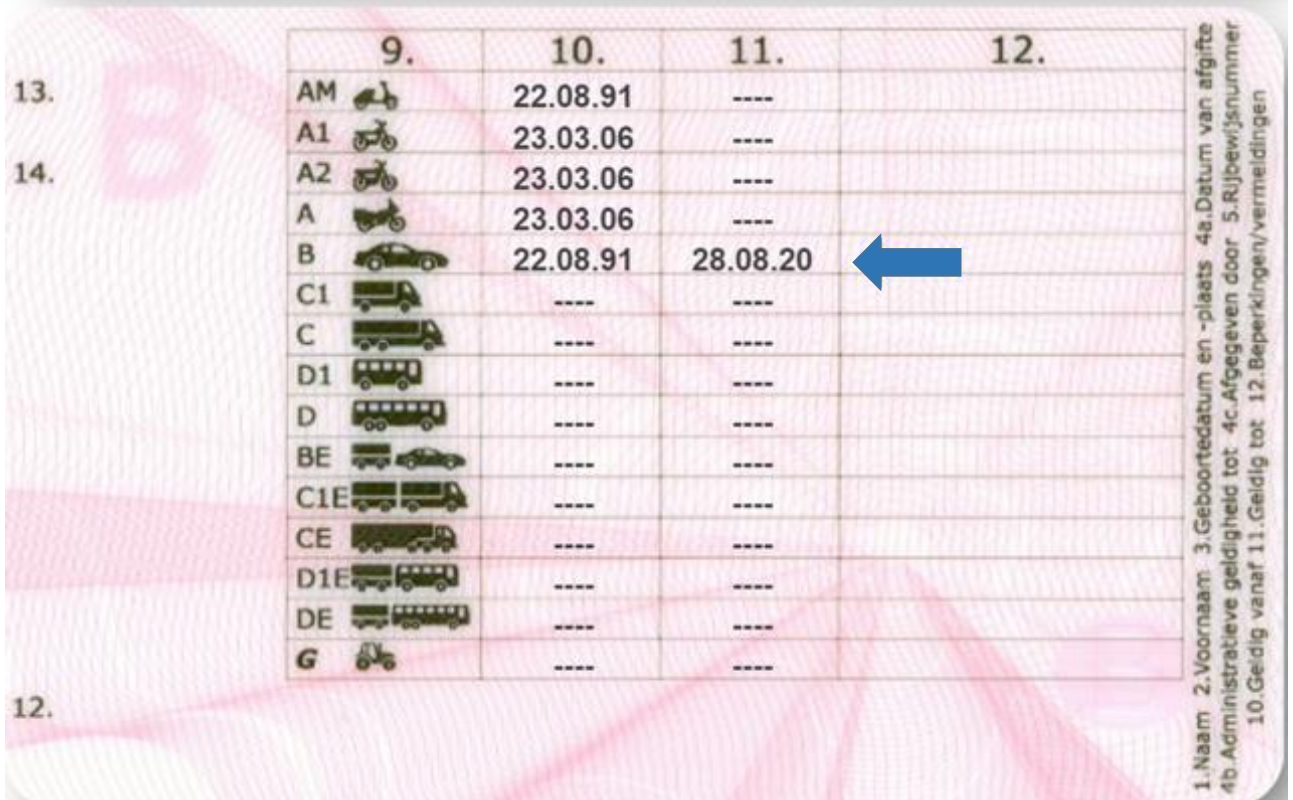 9. 10. 11. 12.
13.
AM 22.08.91 ----
A1 23.03.06 ----
14.
A2 23.03.06 ----
A 23.03.06 ----
B 22.08.91 28.08.20
C1 ---- ----
C ---- ----
D1 ---- ----
D ---- ----
BE ---- ----
C1E ---- ----
CE ---- ----
D1E ---- ----
DE ---- ----
G ---- ----
12.
B
B
1.Naam 2.Voornaam 3.Geboortedatum en -plaats 4a.Datum van afgifte
4b.Administratieve geldigheid tot 4c.Afgegeven door 5.Rijbewijsnummer
10.Geldig vanaf 11.Geldig tot 12.Beperkingen/vermeldingen